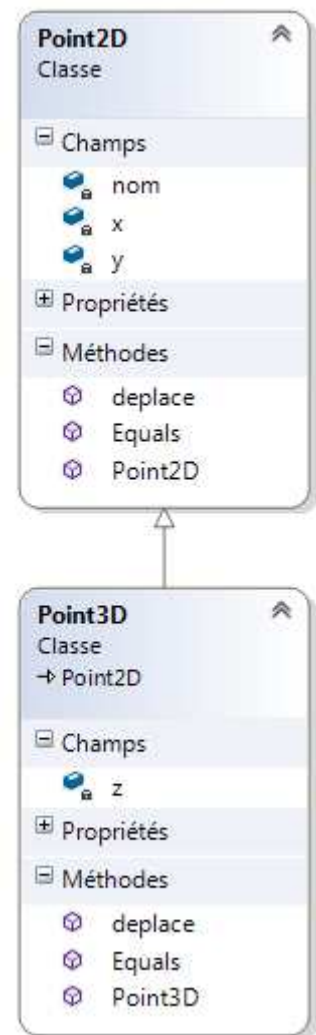 Point2D
Classe
Champs
nom
x
y
Propriétés
Méthodes
deplace
Equals
Point2D
Point3D
Classe
Point2D
Champs
z
Propriétés
Méthodes
deplace
Equals
Point3D